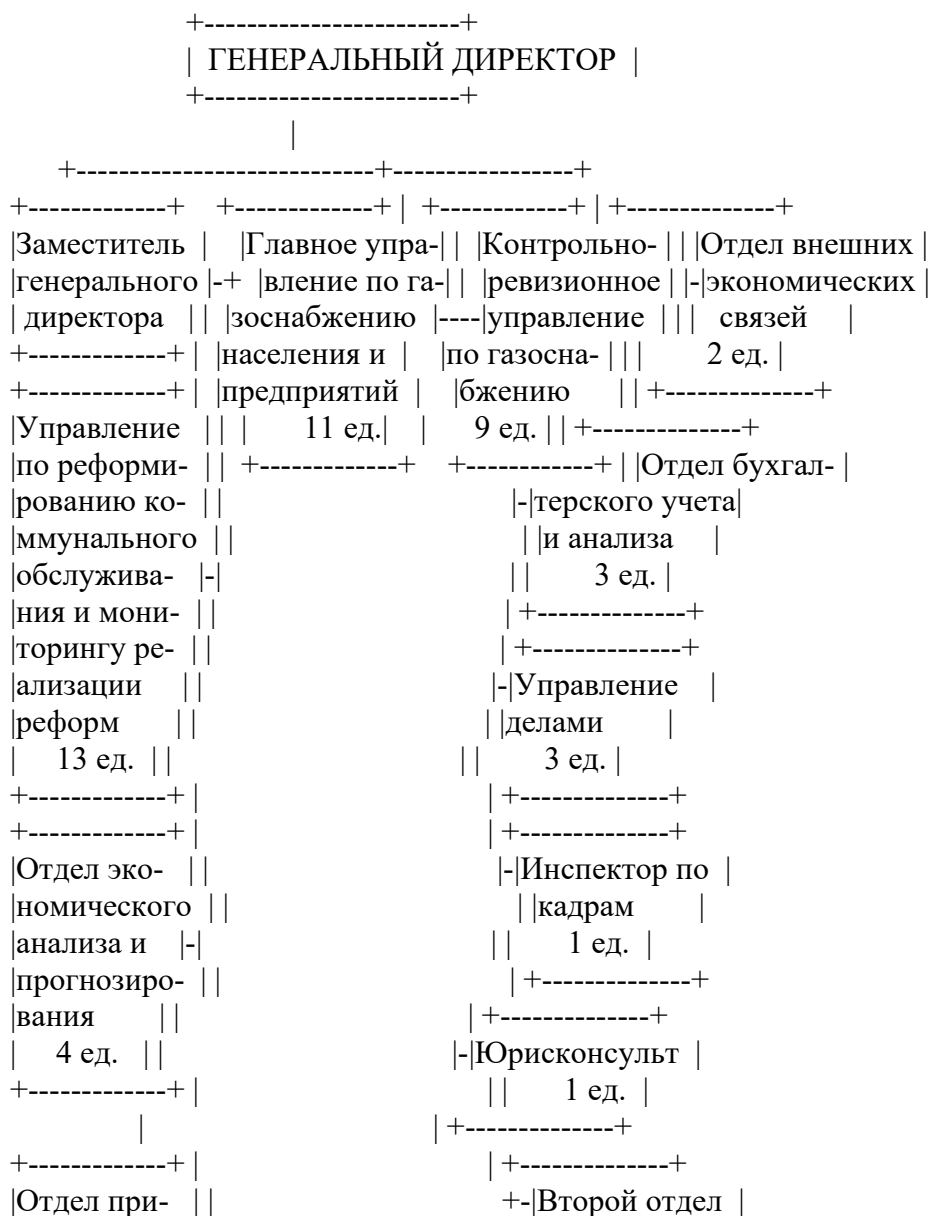 +------------------------+
| ГЕНЕРАЛЬНЫЙ ДИРЕКТОР |
+------------------------+
|
+----------------------------+-----------------+
+-------------+ +-------------+ | +------------+ | +--------------+
|Заместитель | |Главное упра-| | |Контрольно- | | |Отдел внешних |
|генерального |-+ |вление по га-| | |ревизионное | |-|экономических |
| директора | | |зоснабжению |----|управление | | | связей |
+-------------+ | |населения и | |по газосна- | | | 2 ед. |
+-------------+ | |предприятий | |бжению | | +--------------+
|Управление | | | 11 ед.| | 9 ед. | | +--------------+
|по реформи- | | +-------------+ +------------+ | |Отдел бухгал- |
|рованию ко- | | |-|терского учета|
|ммунального | | | |и анализа |
|обслужива- |-| | | 3 ед. |
|ния и мони- | | | +--------------+
|торингу ре- | | | +--------------+
|ализации | | |-|Управление |
|реформ | | | |делами |
| 13 ед. | | | | 3 ед. |
+-------------+ | | +--------------+
+-------------+ | | +--------------+
|Отдел эко- | | |-|Инспектор по |
|номического | | | |кадрам |
|анализа и |-| | | 1 ед. |
|прогнозиро- | | | +--------------+
|вания | | | +--------------+
| 4 ед. | | |-|Юрисконсульт |
+-------------+ | | | 1 ед. |
| | +--------------+
+-------------+ | | +--------------+
|Отдел при- | | +-|Второй отдел |